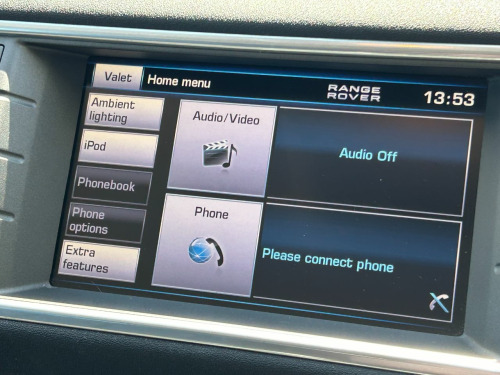 Valet
Home menu
RANGE
ROVER
13:53
Ambient
lighting
iPod
Phonebook
Phone
options
Extra
features
Audio/Video
Audio Off
Phone
Please connect phone